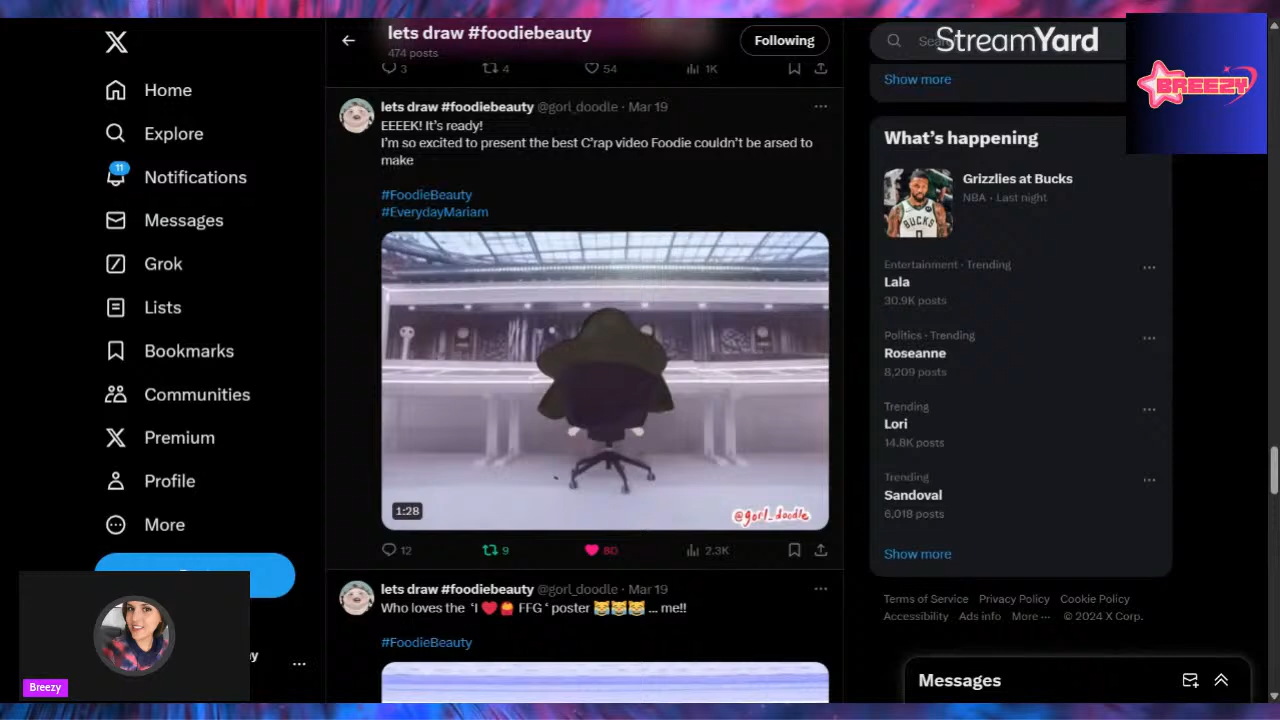 lets draw #foodiebeauty
474 posts
Following
StreamYard
BREEZY
3
4
54
1K
Home
Explore
11
Notifications
Messages
Grok
Lists
Bookmarks
Communities
Premium
Profile
More
Breezy
lets draw #foodiebeauty @gorl_doodle · Mar 19
EEEEK! It's ready!
I'm so excited to present the best C'rap video Foodie couldn't be arsed to
make
#FoodieBeauty
#EverydayMariam
1:28
@gorl_doodle
12
9
80
2.3K
lets draw #foodiebeauty @gorl_doodle · Mar 19
Who loves the 'I ❤️ 🍟 FFG' poster 😹😹😹 ... me!!
#FoodieBeauty
Show more
What's happening
Grizzlies at Bucks
NBA · Last night
BUCKS
Entertainment · Trending
Lala
30.9K posts
Politics · Trending
Roseanne
8,209 posts
Trending
Lori
14.8K posts
Trending
Sandoval
6,018 posts
Show more
Terms of Service Privacy Policy Cookie Policy
Accessibility Ads info More ··· © 2024 X Corp.
Messages